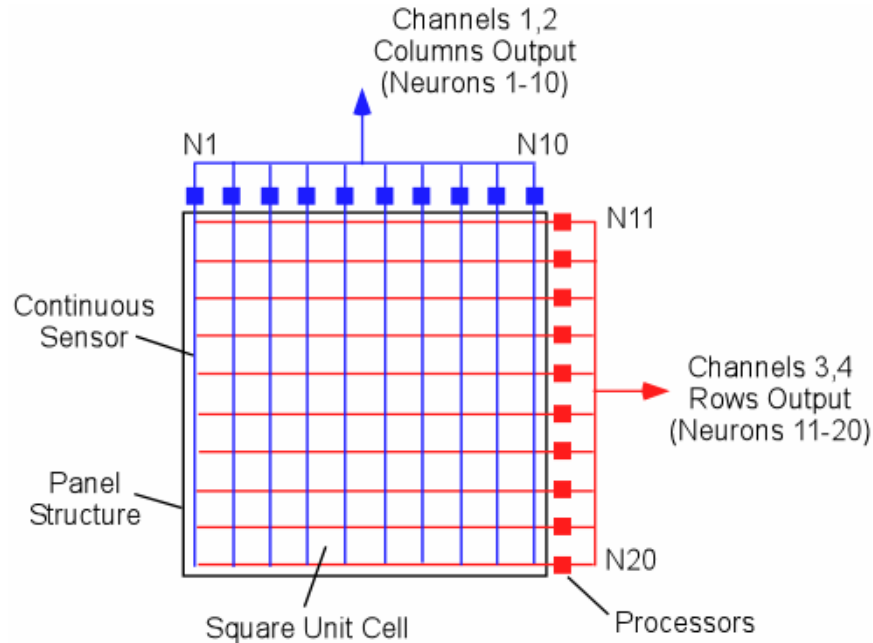 Channels 1,2
Columns Output
(Neurons 1-10)
N1
N10
N11
Continuous
Sensor
Channels 3,4
Rows Output
(Neurons 11-20)
Panel
Structure
N20
Square Unit Cell
Processors